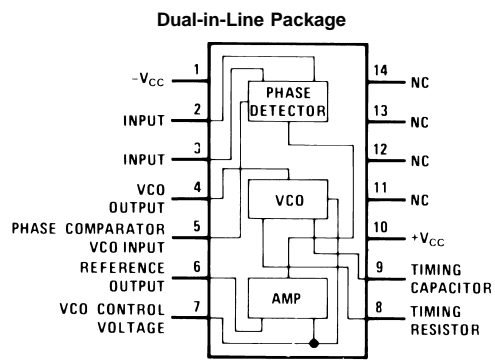 Dual-in-Line Package
-VCC 1
INPUT 2
INPUT 3
VCO
OUTPUT 4
PHASE COMPARATOR
VCO INPUT 5
REFERENCE
OUTPUT 6
VCO CONTROL
VOLTAGE 7
PHASE
DETECTOR
VCO
AMP
14 NC
13 NC
12 NC
11 NC
10 +VCC
9 TIMING
CAPACITOR
8 TIMING
RESISTOR